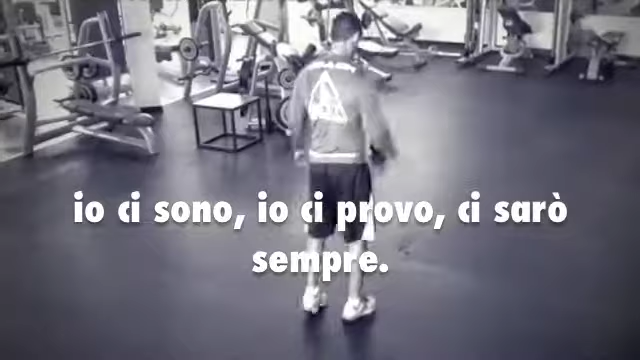 io ci sono, io ci provo, ci sarò
sempre.